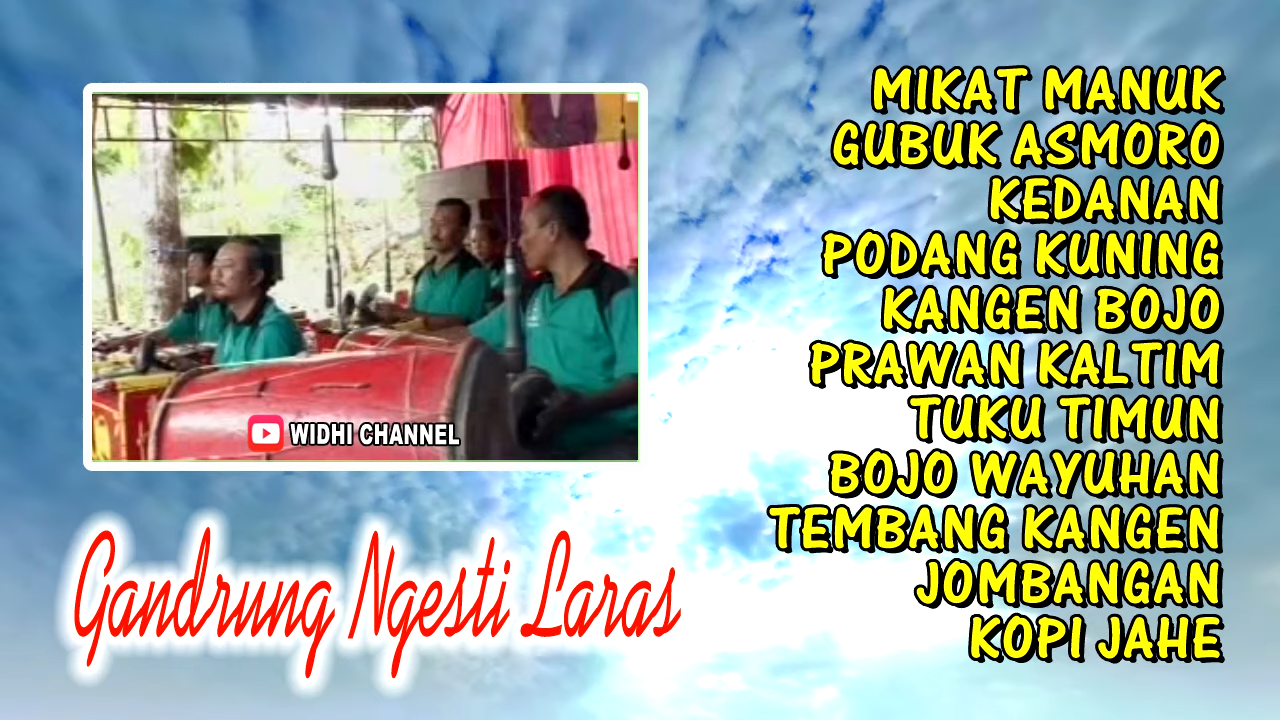 WIDHI CHANNEL
Gandrung Ngesti Laras
MIKAT MANUK
GUBUK ASMORO
KEDANAN
PODANG KUNING
KANGEN BOJO
PRAWAN KALTIM
TUKU TIMUN
BOJO WAYUHAN
TEMBANG KANGEN
JOMBANGAN
KOPI JAHE